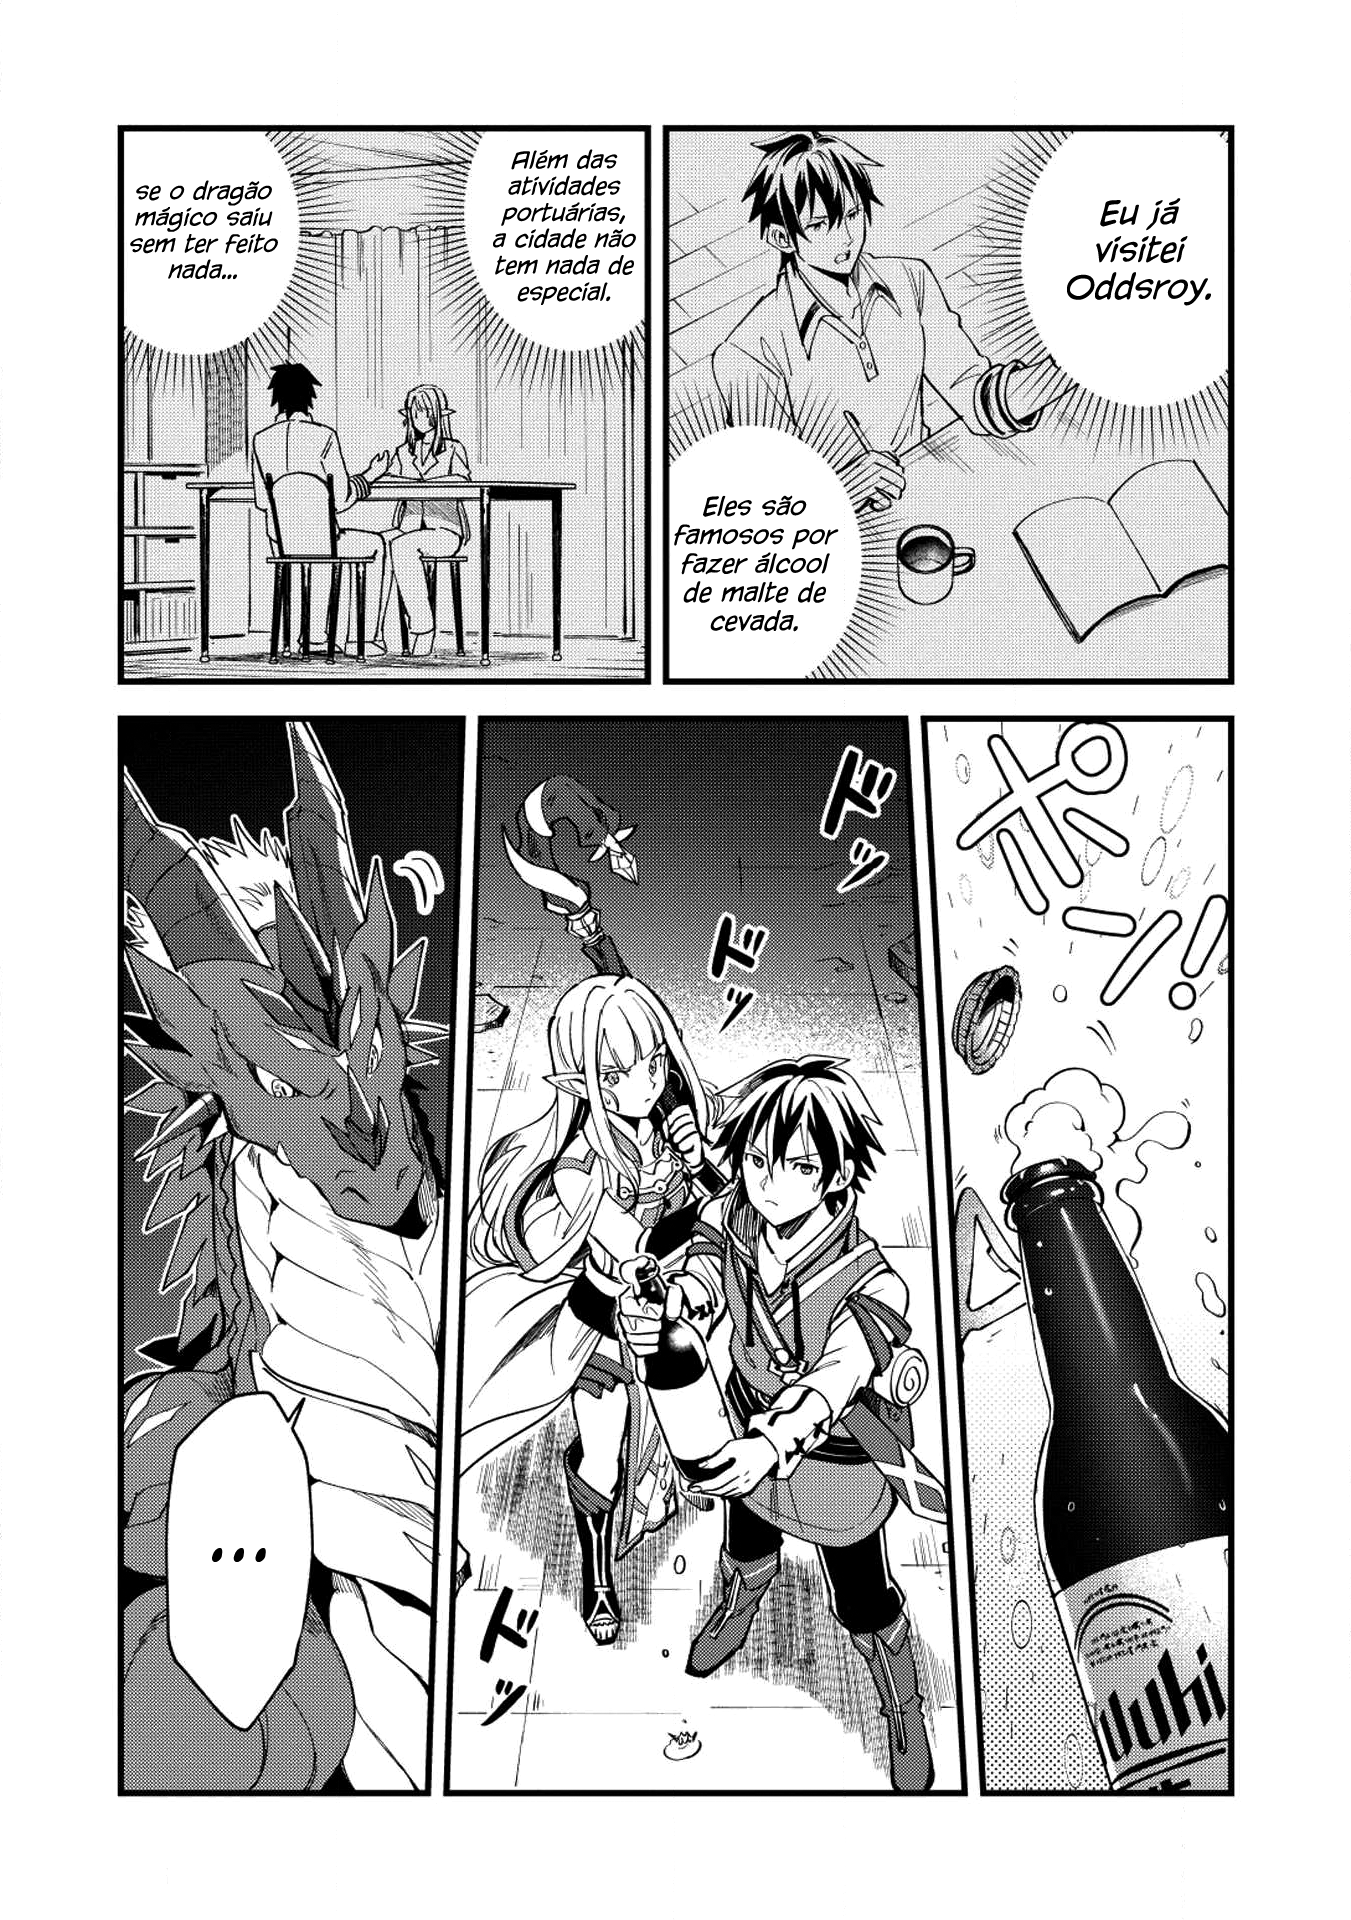 Eu já
visitei
Oddsroy.
Eles são
famosos por
fazer álcool
de malte de
cevada.
Além das
atividades
portuárias,
a cidade não
tem nada de
especial.
se o dragão
mágico saiu
sem ter feito
nada...
ポン!
ドッ
ドッ
ドッ
...